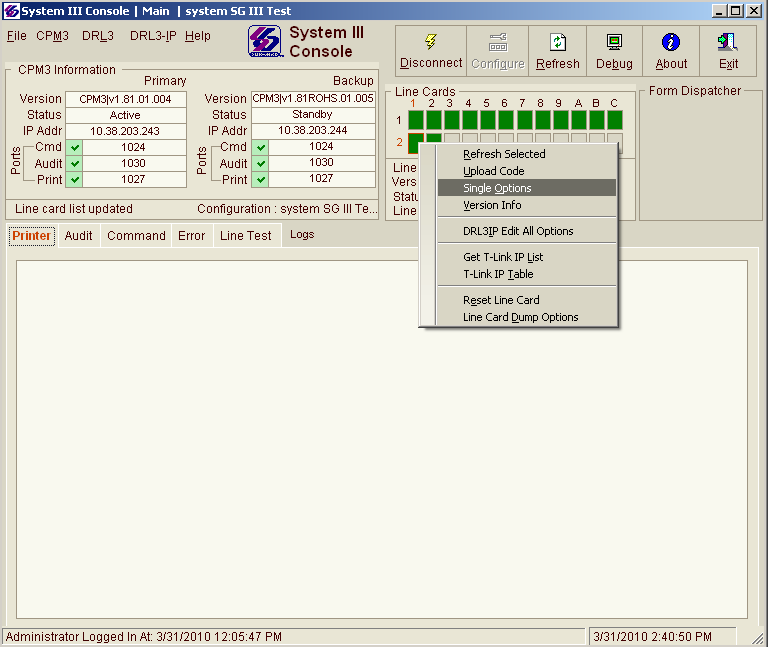 System III Console | Main | system SG III Test
File CPM3 DRL3 DRL3-IP Help
SUR-GARD
System III
Console
Disconnect Configure Refresh Debug About Exit
CPM3 Information
Primary Backup
Version CPM3|v1.81.01.004 Version CPM3|v1.81ROHS.01.005
Status Active Status Standby
IP Addr 10.38.203.243 IP Addr 10.38.203.244
Ports Cmd 1024 Ports Cmd 1024
Audit 1030 Audit 1030
Print 1027 Print 1027
Line card list updated Configuration : system SG III Te...
Line Cards
1 2 3 4 5 6 7 8 9 A B C
1
2
Line
Vers
Statu
Line
Form Dispatcher
Refresh Selected
Upload Code
Single Options
Version Info
DRL3IP Edit All Options
Get T-Link IP List
T-Link IP Table
Reset Line Card
Line Card Dump Options
Printer Audit Command Error Line Test Logs
Administrator Logged In At: 3/31/2010 12:05:47 PM 3/31/2010 2:40:50 PM